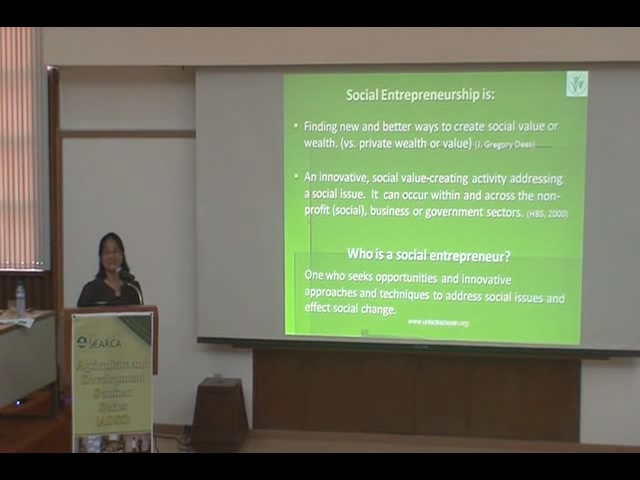 Social Entrepreneurship is:
• Finding new and better ways to create social value or
wealth. (vs. private wealth or value) (J. Gregory Dees)
• An innovative, social value-creating activity addressing
a social issue. It can occur within and across the non-
profit (social), business or government sectors. (HBS, 2000)
Who is a social entrepreneur?
One who seeks opportunities and innovative
approaches and techniques to address social issues and
effect social change.
SEARCA
Agriculture and
Development
Seminar
Series
(ADSS)